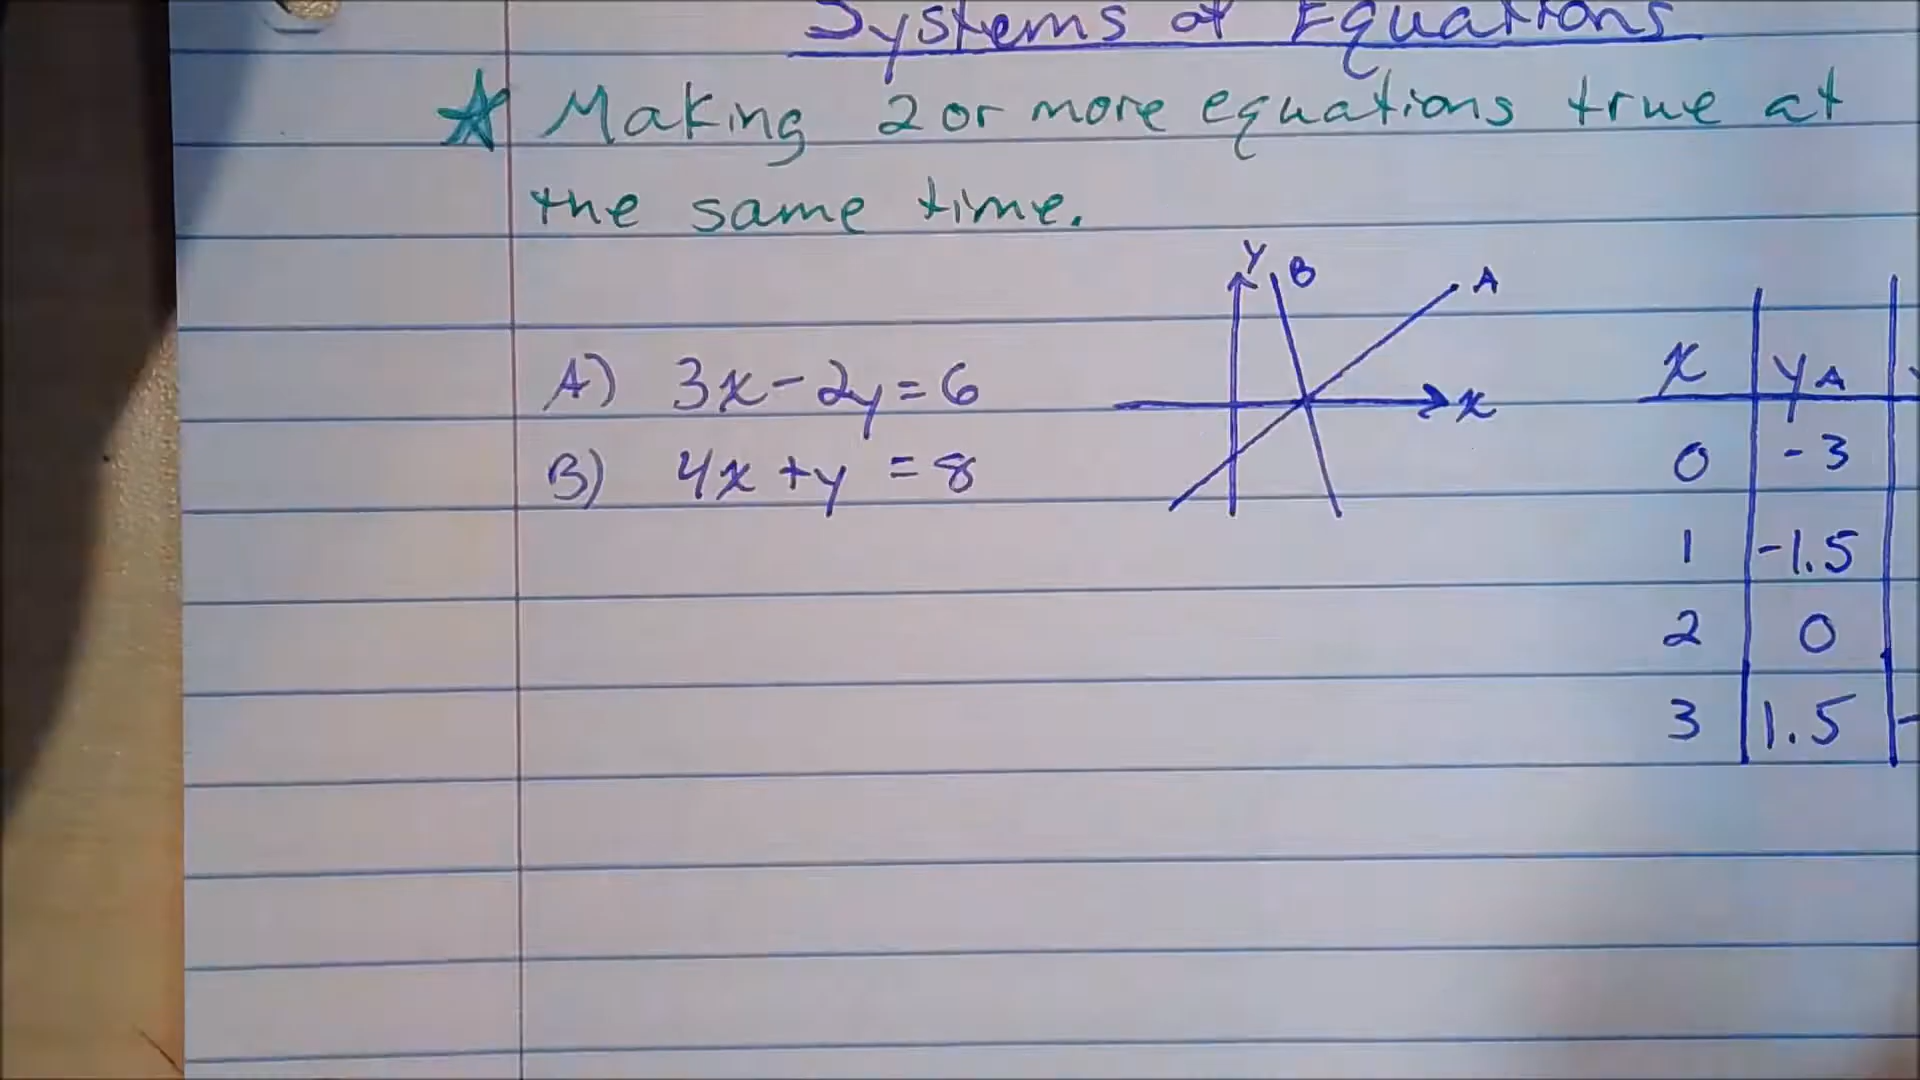 Systems of Equations
Making 2 or more equations true at
the same time.
Y B A
x
A) 3x - 2y = 6
B) 4x + y = 8
x yA
0 -3
1 -1.5
2 0
3 1.5